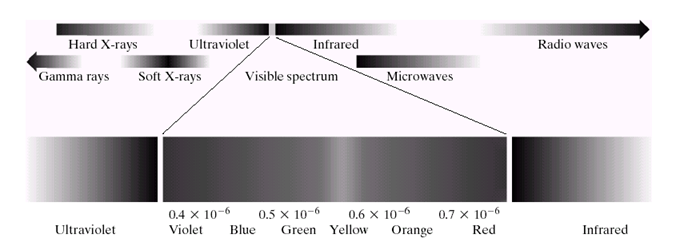 Hard X-rays Ultraviolet Infrared Radio waves
Gamma rays Soft X-rays Visible spectrum Microwaves
0.4 × 10⁻⁶ 0.5 × 10⁻⁶ 0.6 × 10⁻⁶ 0.7 × 10⁻⁶
Ultraviolet Violet Blue Green Yellow Orange Red Infrared